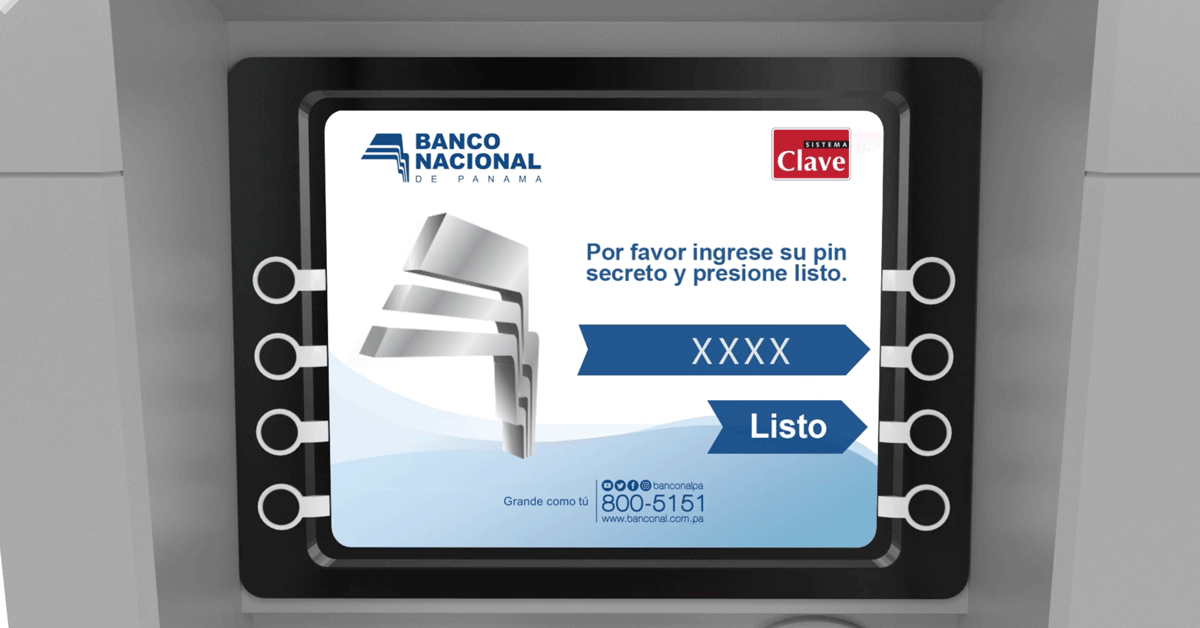 BANCO
NACIONAL
DE PANAMA
SISTEMA
Clave
Por favor ingrese su pin
secreto y presione listo.
XXXX
Listo
Grande como tú
banconalpa
800-5151
www.banconal.com.pa